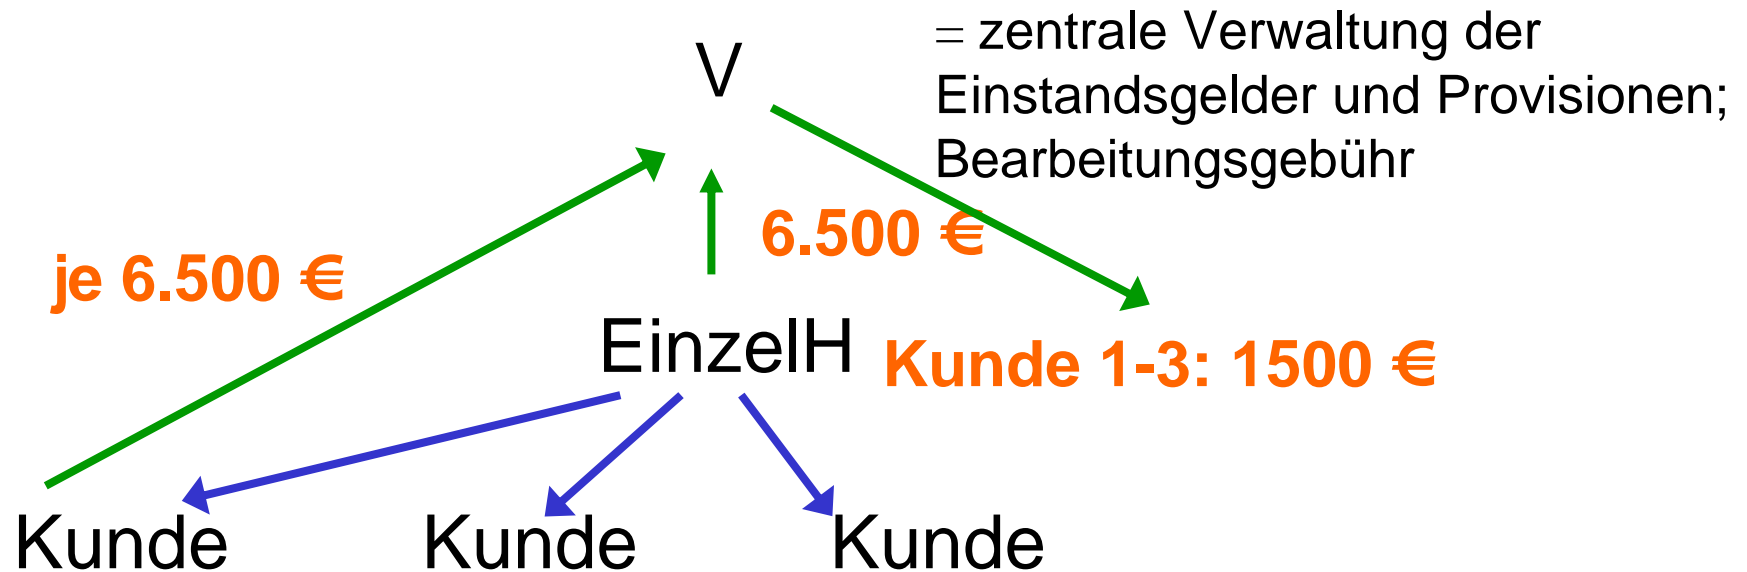 V
= zentrale Verwaltung der
Einstandsgelder und Provisionen;
Bearbeitungsgebühr
je 6.500 €
6.500 €
EinzelH
Kunde 1-3: 1500 €
Kunde
Kunde
Kunde